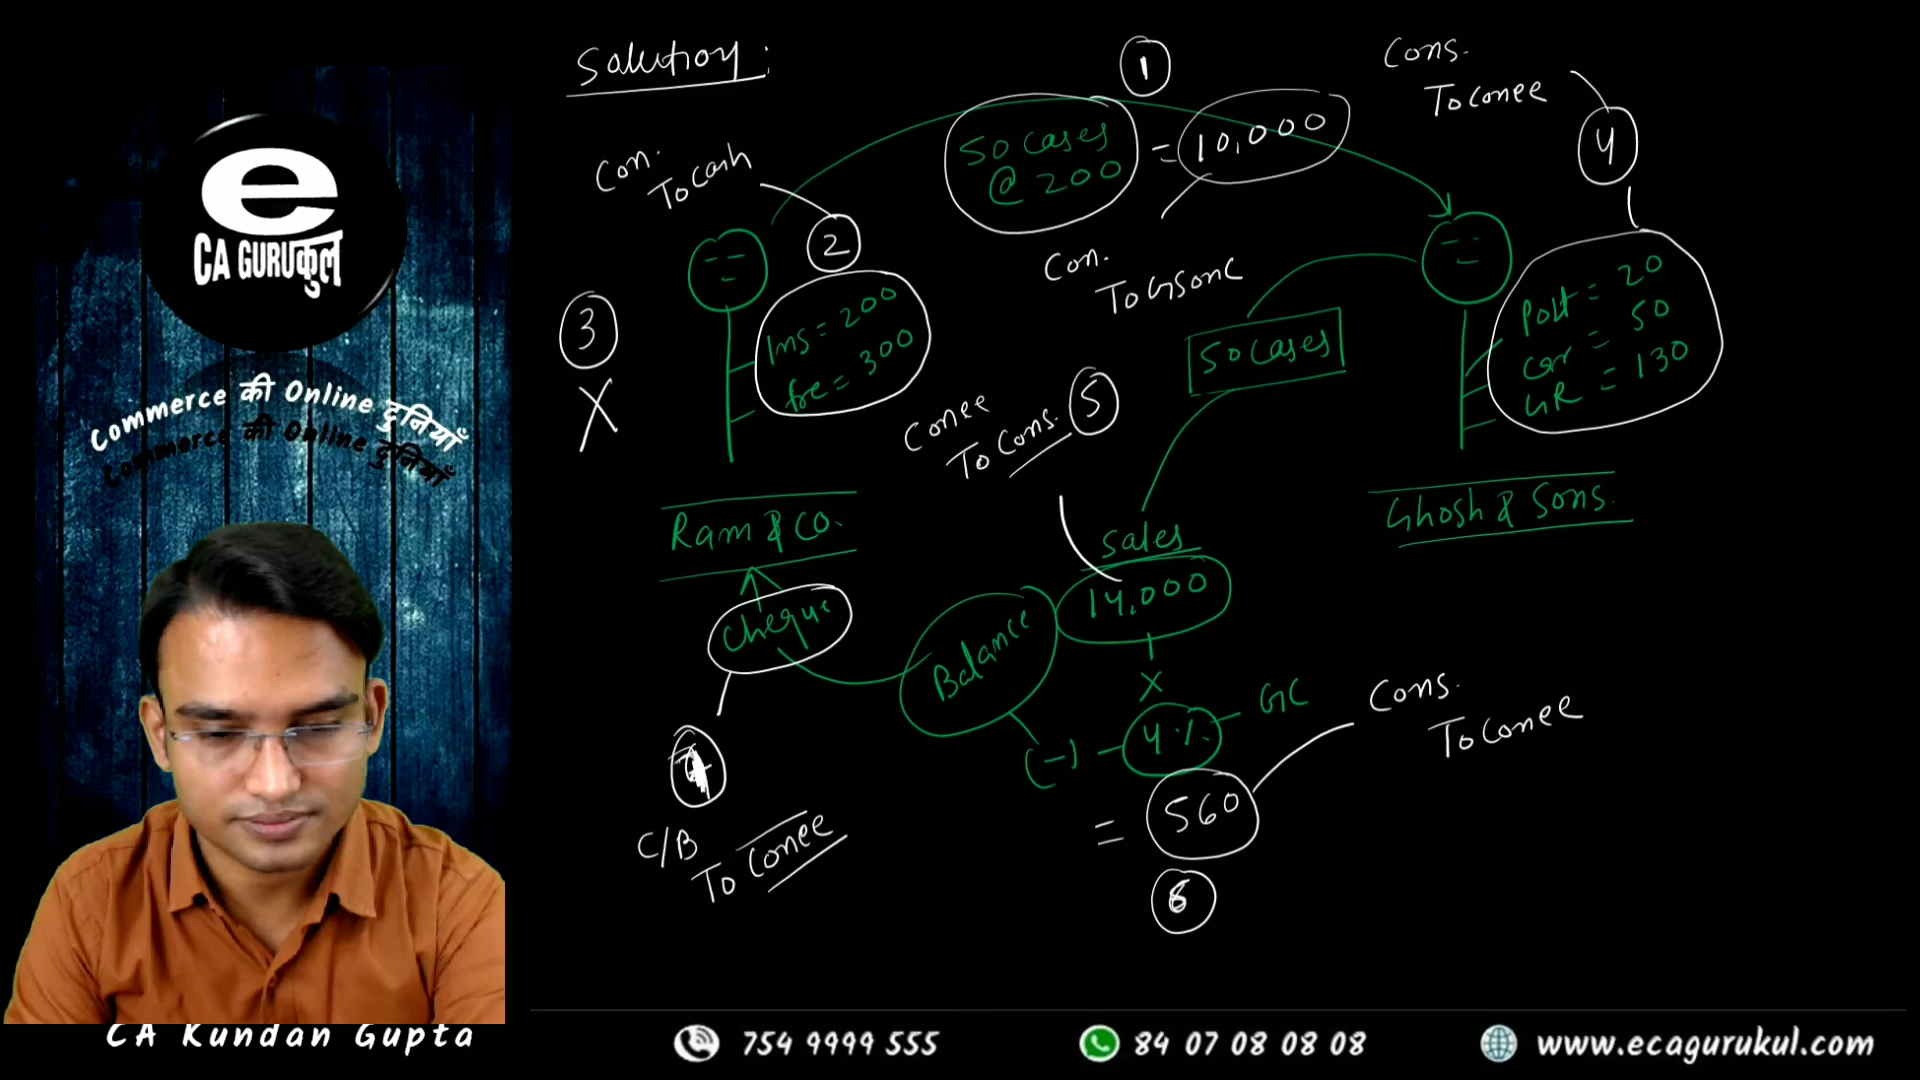 Solution:
1
50 cases
@ 200
= 10,000
Cons.
To Conee
4
Con.
To Cash
2
Ins = 200
fre = 300
3
X
Con.
To GSonC
50 cases
= 20
Car = 50
GR = 130
Conee
To Cons.
5
Ram & CO.
Ghosh & Sons.
Sales
14,000
X
4%
GC
(-)
Balance
Cheque
C/B
To Conee
= 560
6
Cons.
To Conee
e
CA GURUकुल
Commerce की Online दुनियाँ
Commerce की Online दुनियाँ
CA Kundan Gupta
754 9999 555
84 07 08 08 08
www.ecagurukul.com